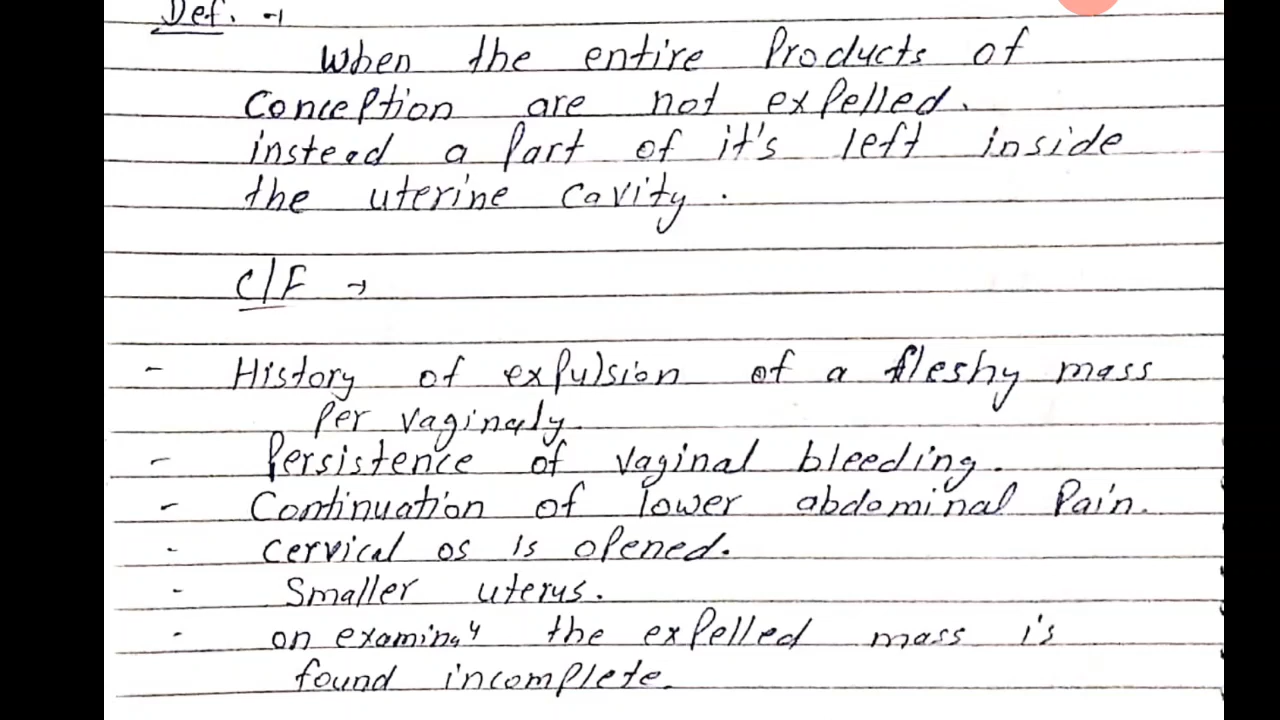 Def. →
When the entire Products of
Conception are not expelled.
instead a Part of it's left inside
the uterine cavity.
C/F →
- History of expulsion of a fleshy mass
Per vaginaly.
- Persistence of vaginal bleeding.
- Continuation of lower abdominal Pain.
- Cervical os is opened.
- Smaller uterus.
- on the expelled mass is
found incomplete.